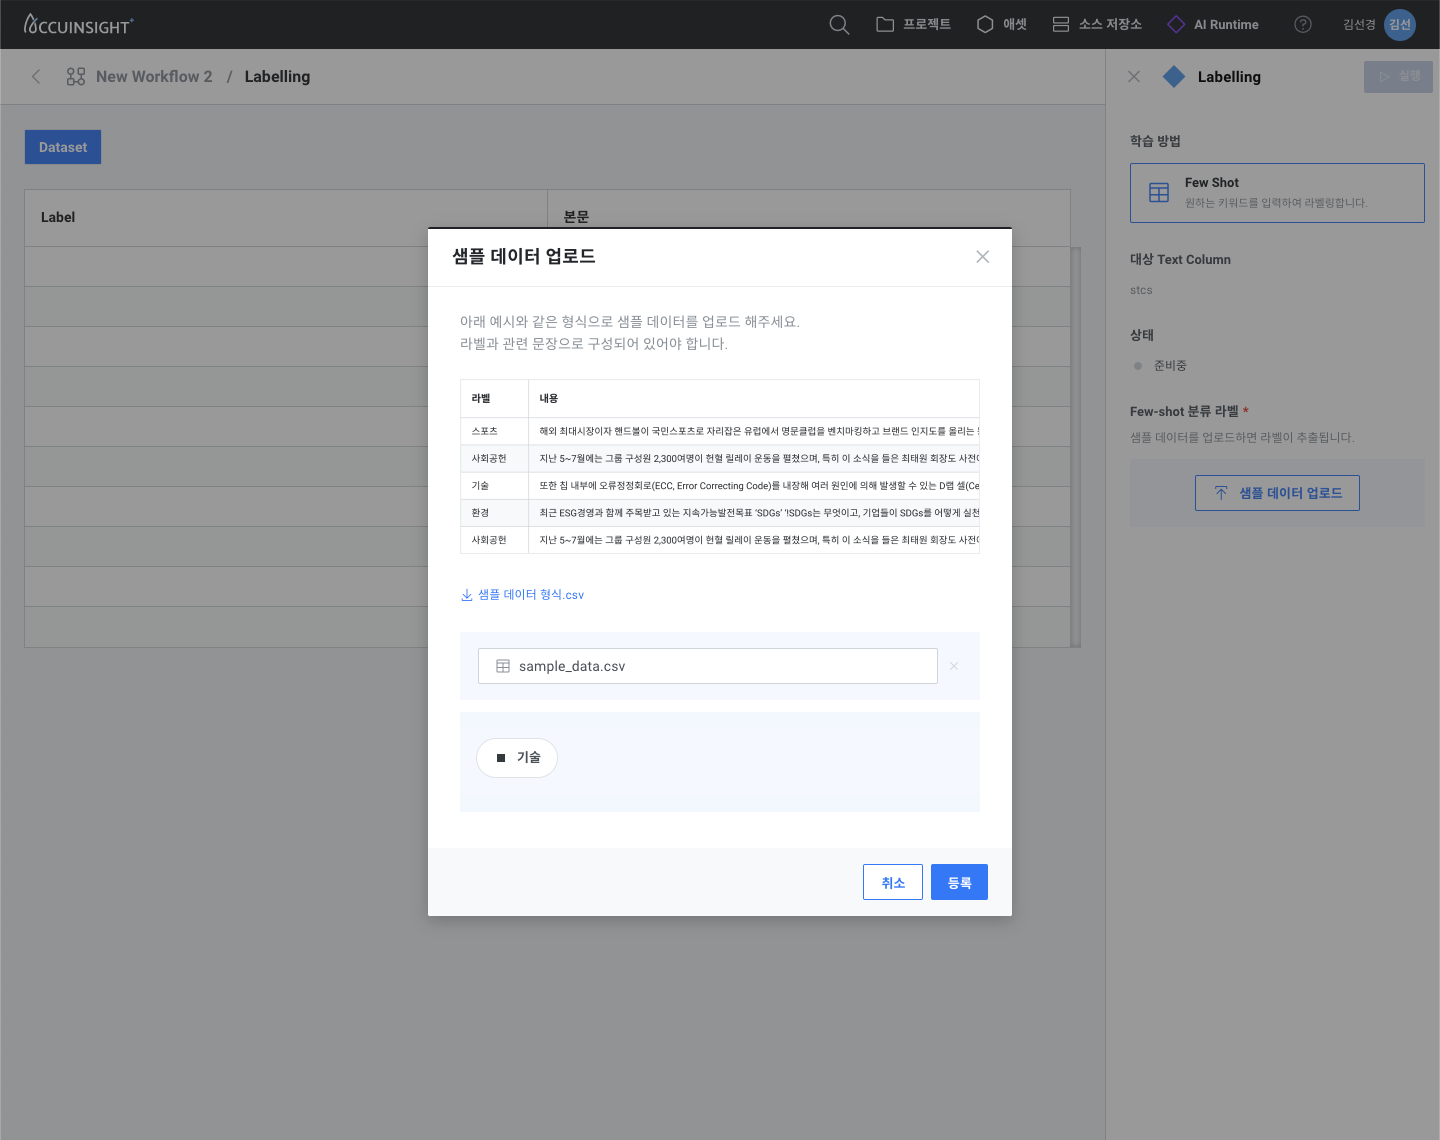 ACCUINSIGHT+
프로젝트
애셋
소스 저장소
AI Runtime
?
김선경
김선
New Workflow 2 / Labelling
Labelling
실행
Dataset
Label
본문
학습 방법
Few Shot
원하는 키워드를 입력하여 라벨링합니다.
대상 Text Column
stcs
상태
준비중
Few-shot 분류 라벨 *
샘플 데이터를 업로드하면 라벨이 추출됩니다.
샘플 데이터 업로드
샘플 데이터 업로드
아래 예시와 같은 형식으로 샘플 데이터를 업로드 해주세요.
라벨과 관련 문장으로 구성되어 있어야 합니다.
라벨 내용
스포츠 해외 최대시장이자 핸드볼이 국민스포츠로 자리잡은 유럽에서 명문클럽을 벤치마킹하고 브랜드 인지도를 올리는
사회공헌 지난 5~7월에는 그룹 구성원 2,300여명이 헌혈 릴레이 운동을 펼쳤으며, 특히 이 소식을 들은 최태원 회장도 사전
기술 또한 칩 내부에 오류정정회로(ECC, Error Correcting Code)를 내장해 여러 원인에 의해 발생할 수 있는 D램 셀(Ce
환경 최근 ESG경영과 함께 주목받고 있는 지속가능발전목표 ‘SDGs’ ‘!SDGs는 무엇이고, 기업들이 SDGs를 어떻게 실천
사회공헌 지난 5~7월에는 그룹 구성원 2,300여명이 헌혈 릴레이 운동을 펼쳤으며, 특히 이 소식을 들은 최태원 회장도 사전
샘플 데이터 형식.csv
sample_data.csv
기술
취소
등록